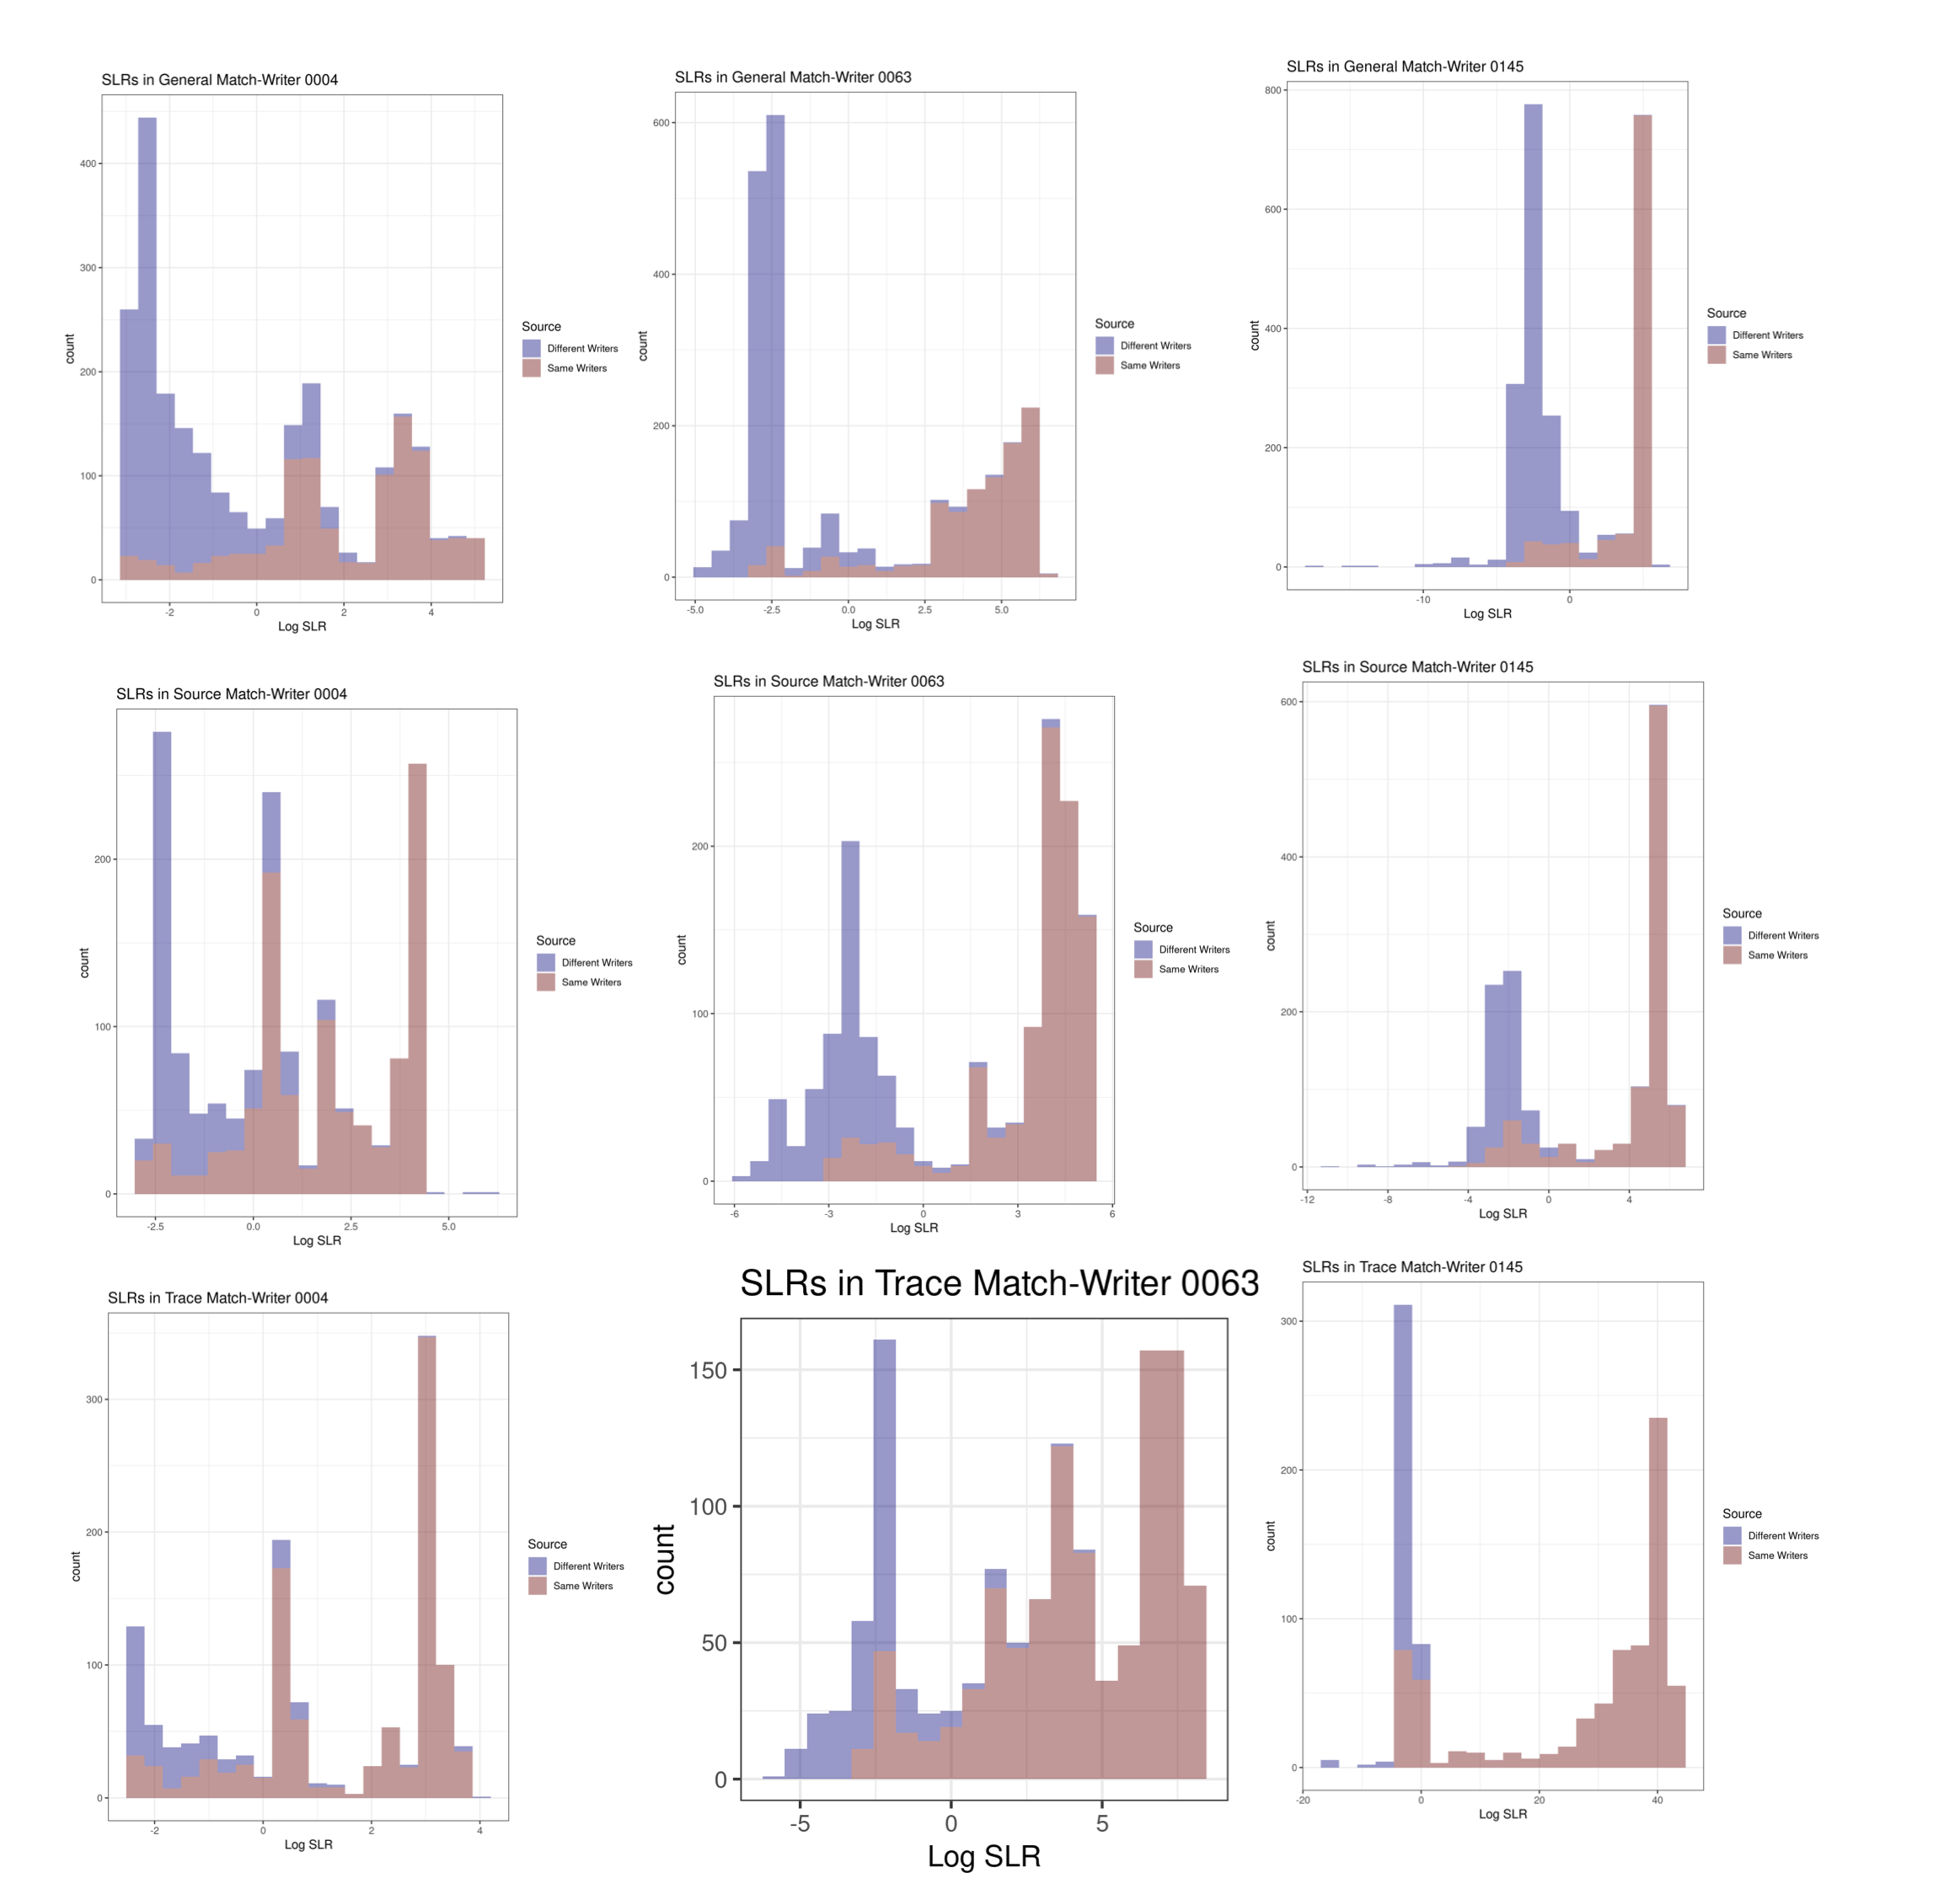 SLRs in General Match-Writer 0004
400
300
200
100
0
-2
0
2
4
count
Log SLR
Source
Different Writers
Same Writers
SLRs in General Match-Writer 0063
600
400
200
0
-5.0
-2.5
0.0
2.5
5.0
count
Log SLR
Source
Different Writers
Same Writers
SLRs in General Match-Writer 0145
800
600
400
200
0
-10
0
count
Log SLR
Source
Different Writers
Same Writers
SLRs in Source Match-Writer 0004
200
100
0
-2.5
0.0
2.5
5.0
count
Log SLR
Source
Different Writers
Same Writers
SLRs in Source Match-Writer 0063
200
100
0
-6
-3
0
3
6
count
Log SLR
Source
Different Writers
Same Writers
SLRs in Source Match-Writer 0145
600
400
200
0
-12
-8
-4
0
4
count
Log SLR
Source
Different Writers
Same Writers
SLRs in Trace Match-Writer 0004
300
200
100
0
-2
0
2
4
count
Log SLR
Source
Different Writers
Same Writers
SLRs in Trace Match-Writer 0063
150
100
50
0
-5
0
5
count
Log SLR
SLRs in Trace Match-Writer 0145
300
200
100
0
-20
0
20
40
count
Log SLR
Source
Different Writers
Same Writers